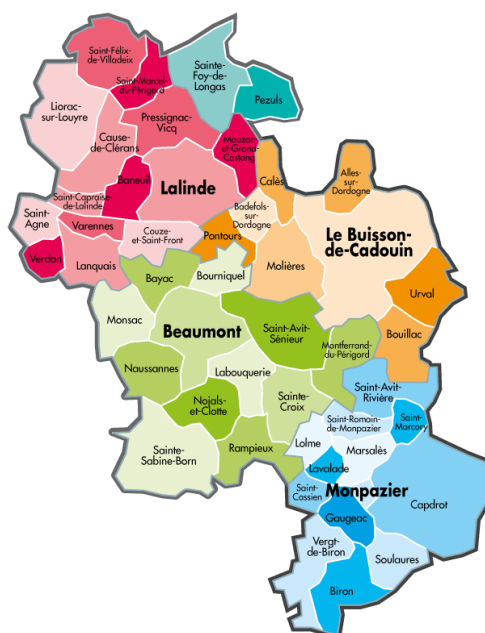 Saint-Félix-
de-Villadeix
Saint-Marcel-
du-Périgord
Sainte-
Foy-de-
Longas
Pezuls
Liorac-
sur-Louyre
Pressignac-
Vicq
Cause-
de-Clérans
Mauzac-
et-Grand-
Castang
Baneuil
Lalinde
Calès
Alles-
sur-
Dordogne
Saint-Capraise-
de-Lalinde
Saint-
Agne
Varennes
Couze-
et-Saint-Front
Badefols-
sur-
Dordogne
Pontours
Le Buisson-
de-Cadouin
Verdon
Lanquais
Bayac
Bourniquel
Molières
Urval
Monsac
Beaumont
Saint-Avit-
Sénieur
Montferrand-
du-Périgord
Bouillac
Naussannes
Labouquerie
Saint-Avit-
Rivière
Nojals-
et-Clotte
Sainte-
Croix
Saint-Romain-
de-Monpazier
Saint-
Marcory
Sainte-
Sabine-Born
Rampieux
Lolme
Marsalès
Lavalade
Saint-
Cassien
Monpazier
Capdrot
Gaugeac
Vergt-
de-Biron
Soulaures
Biron